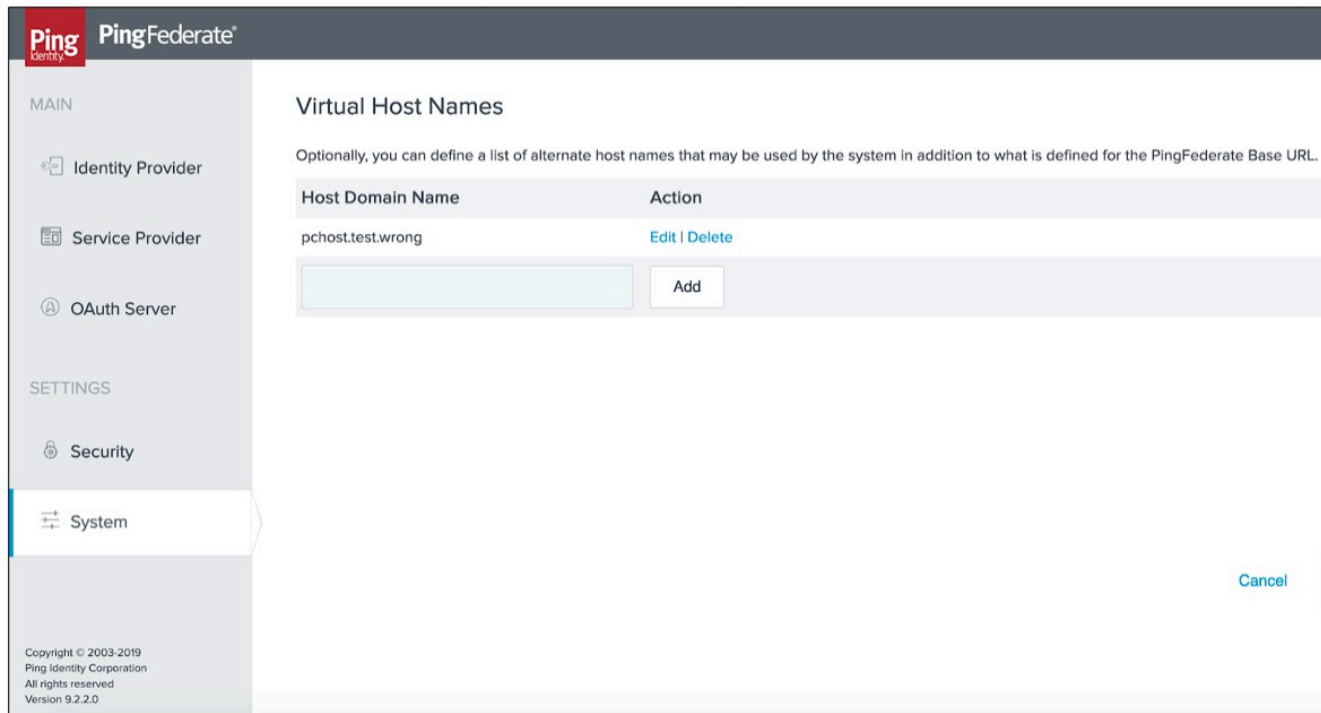 Ping
Identity.
PingFederate®
MAIN
Identity Provider
Service Provider
OAuth Server
SETTINGS
Security
System
Copyright © 2003-2019
Ping Identity Corporation
All rights reserved
Version 9.2.2.0
Virtual Host Names
Optionally, you can define a list of alternate host names that may be used by the system in addition to what is defined for the PingFederate Base URL.
Host Domain Name Action
pchost.test.wrong Edit | Delete
Add
Cancel